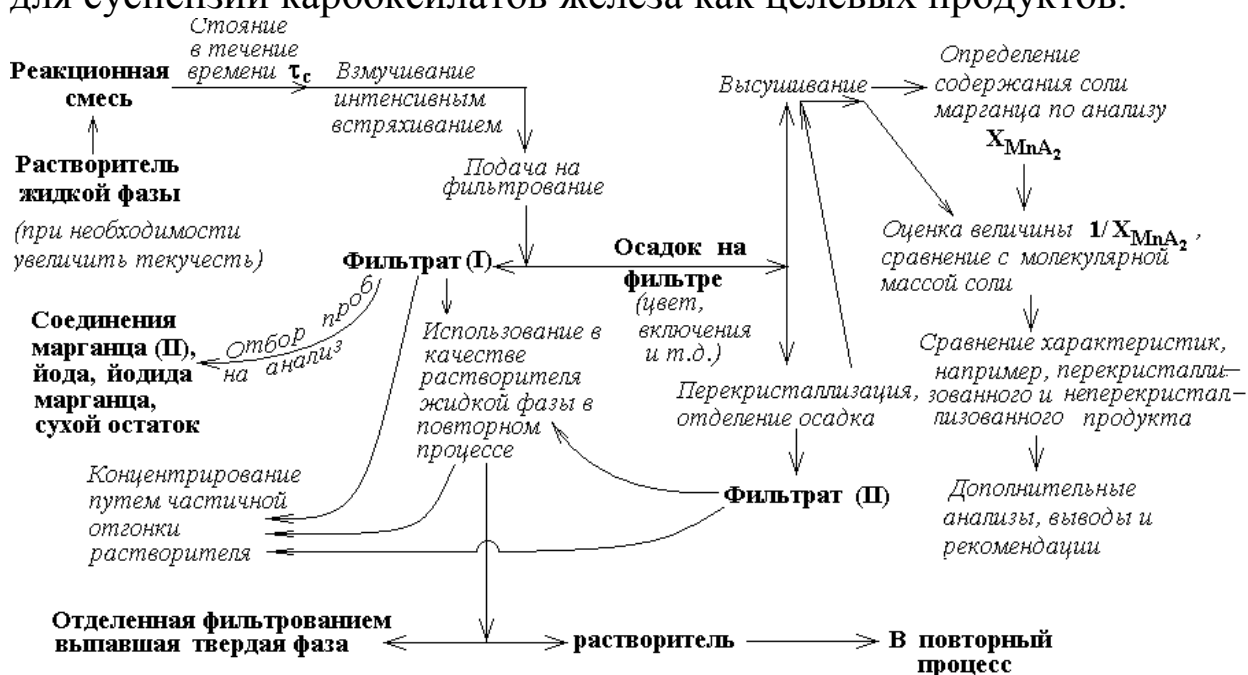 для суспензий карбоксилатов железа как целевых продуктов.
Стояние
в течение
времени τс
Реакционная
смесь
Взмучивание
интенсивным
встряхиванием
Растворитель
жидкой фазы
(при необходимости
увеличить текучесть)
Подача на
фильтрование
Фильтрат (I)
Осадок на
фильтре
(цвет,
включения
и т.д.)
Высушивание
Определение
содержания соли
марганца по анализу
XMnA2
Оценка величины 1/XMnA2 ,
сравнение с молекулярной
массой соли
Соединения
марганца (II),
йода, йодида
марганца,
сухой остаток
Отбор проб
на анализ
Использование в
качестве
растворителя
жидкой фазы в
повторном
процессе
Перекристаллизация,
отделение осадка
Сравнение характеристик,
например, перекристалли–
зованного и неперекристал–
лизованного продукта
Концентрирование
путем частичной
отгонки
растворителя
Фильтрат (II)
Дополнительные
анализы, выводы и
рекомендации
Отделенная фильтрованием
выпавшая твердая фаза
растворитель
В повторный
процесс